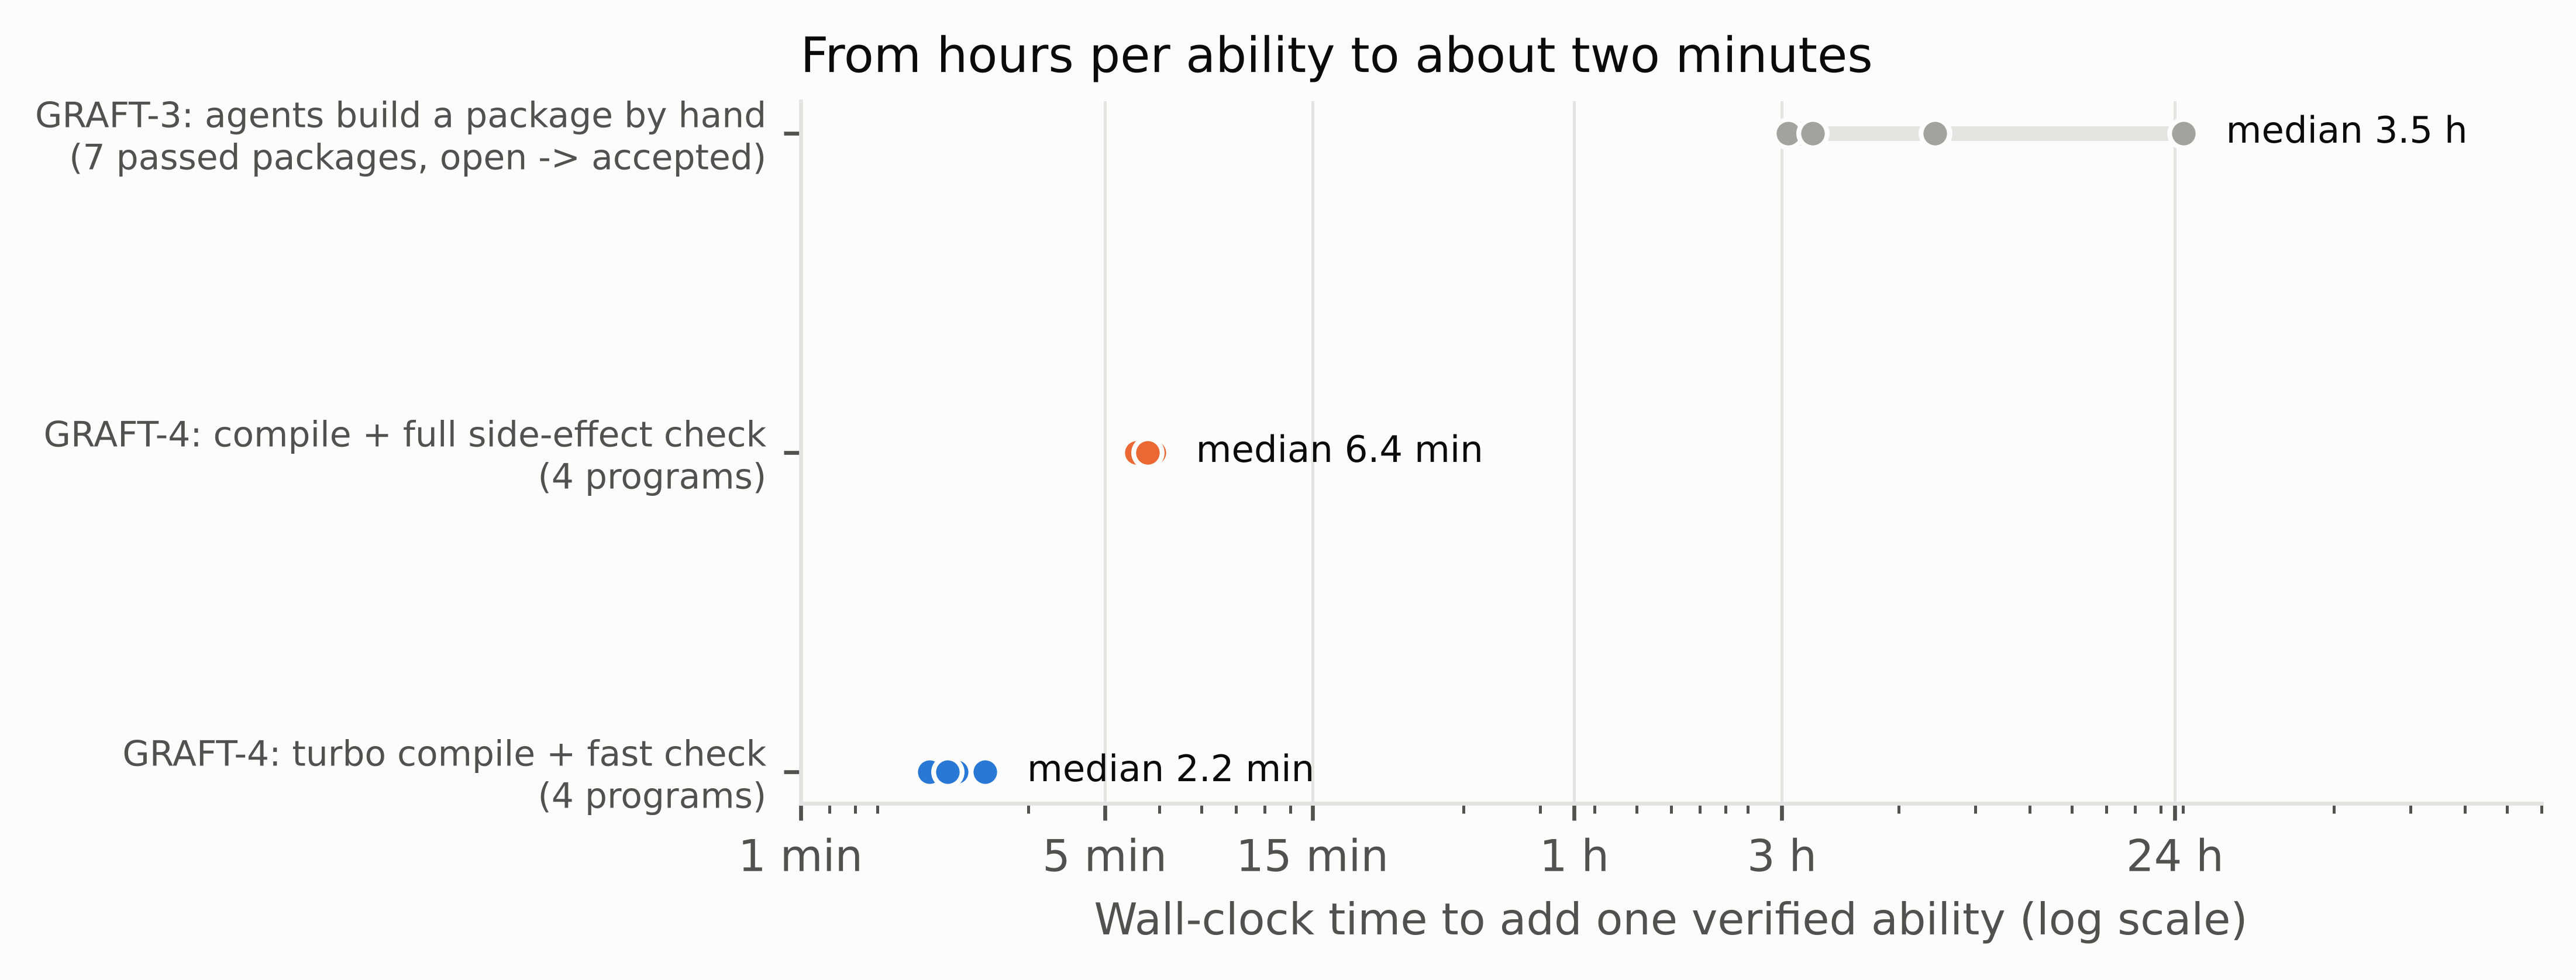 From hours per ability to about two minutes
GRAFT-3: agents build a package by hand
(7 passed packages, open -> accepted)
median 3.5 h
GRAFT-4: compile + full side-effect check
(4 programs)
median 6.4 min
GRAFT-4: turbo compile + fast check
(4 programs)
median 2.2 min
1 min 5 min 15 min 1 h 3 h 24 h
Wall-clock time to add one verified ability (log scale)